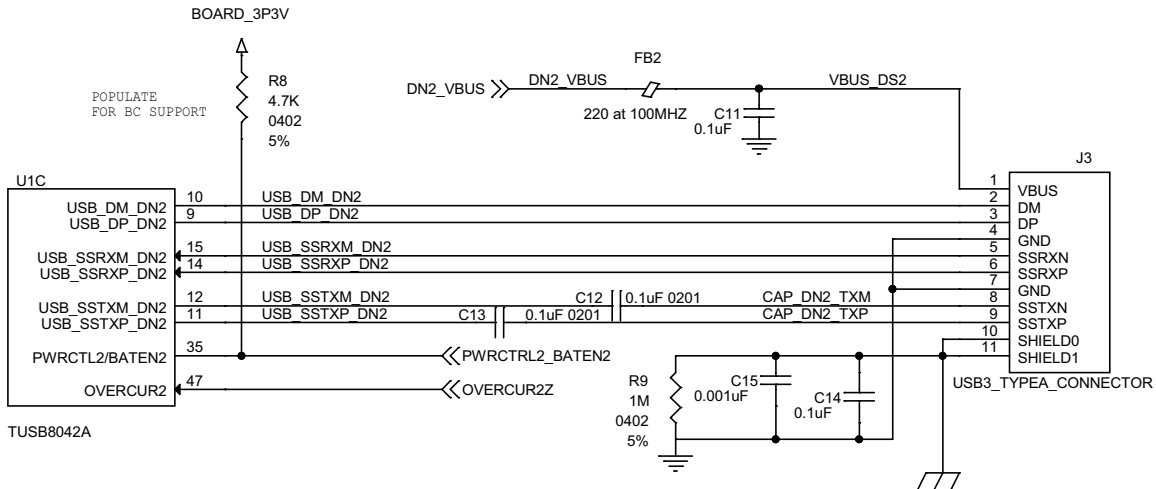 BOARD_3P3V
R8
4.7K
0402
5%
POPULATE
FOR BC SUPPORT
DN2_VBUS
DN2_VBUS
FB2
220 at 100MHZ
VBUS_DS2
C11
0.1uF
J3
U1C
USB_DM_DN2
10
USB_DM_DN2
USB_DP_DN2
9
USB_DP_DN2
USB_SSRXM_DN2
15
USB_SSRXM_DN2
USB_SSRXP_DN2
14
USB_SSRXP_DN2
USB_SSTXM_DN2
12
USB_SSTXM_DN2
C12
0.1uF 0201
CAP_DN2_TXM
USB_SSTXP_DN2
11
USB_SSTXP_DN2
C13
0.1uF 0201
CAP_DN2_TXP
PWRCTL2/BATEN2
35
PWRCTRL2_BATEN2
OVERCUR2
47
OVERCUR2Z
TUSB8042A
1
VBUS
2
DM
3
DP
4
GND
5
SSRXN
6
SSRXP
7
GND
8
SSTXN
9
SSTXP
10
SHIELD0
11
SHIELD1
USB3_TYPEA_CONNECTOR
R9
1M
0402
5%
C15
0.001uF
C14
0.1uF